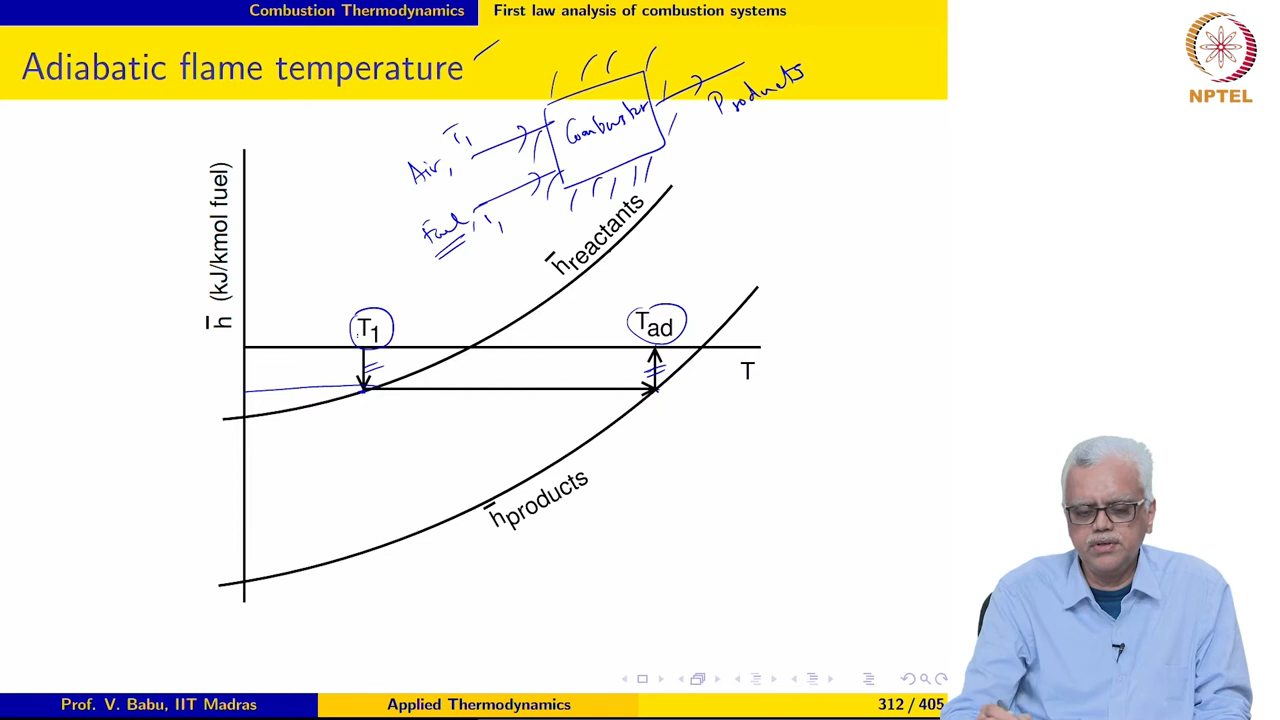 Combustion Thermodynamics First law analysis of combustion systems
Adiabatic flame temperature
NPTEL
Combustor
Products
Air, T1
Fuel, T1
h̄ (kJ/kmol fuel)
h̄reactants
T1
Tad
T
h̄products
Prof. V. Babu, IIT Madras Applied Thermodynamics 312 / 405